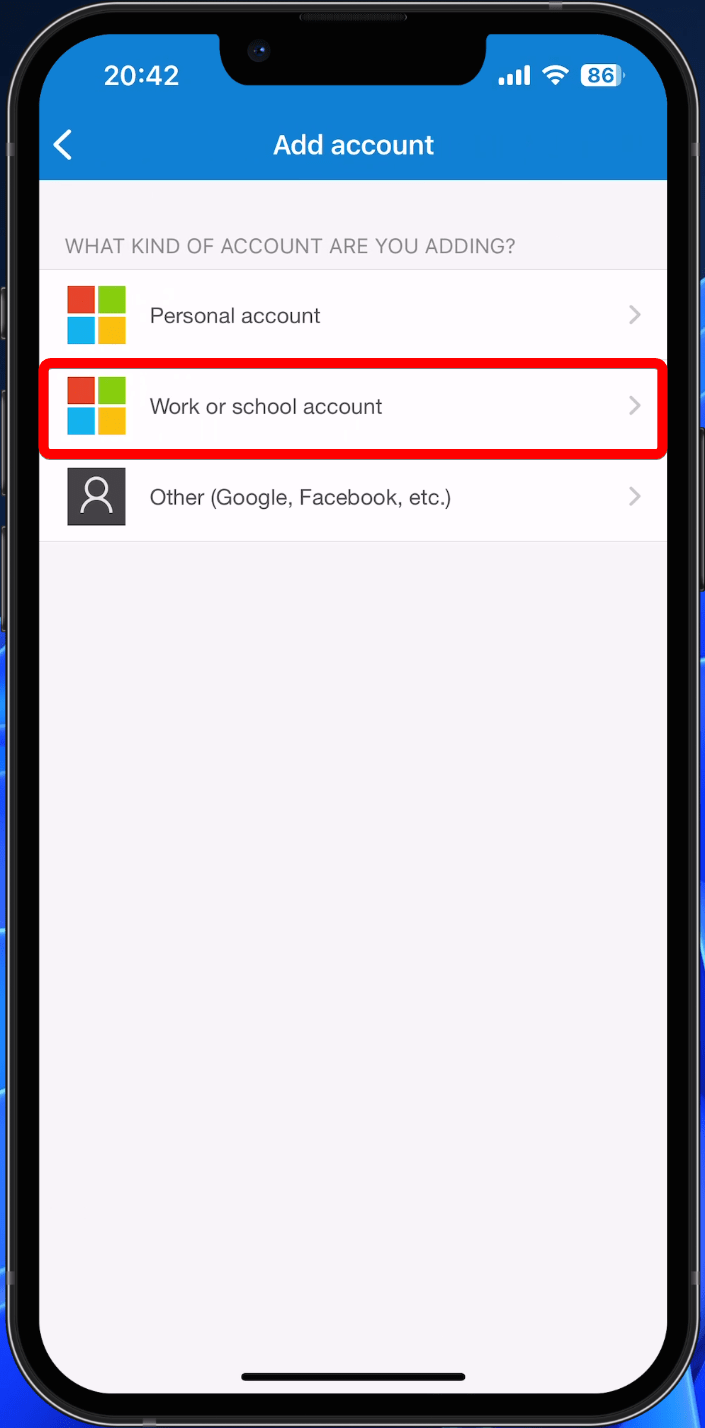 20:42
86
Add account
WHAT KIND OF ACCOUNT ARE YOU ADDING?
Personal account
Work or school account
Other (Google, Facebook, etc.)